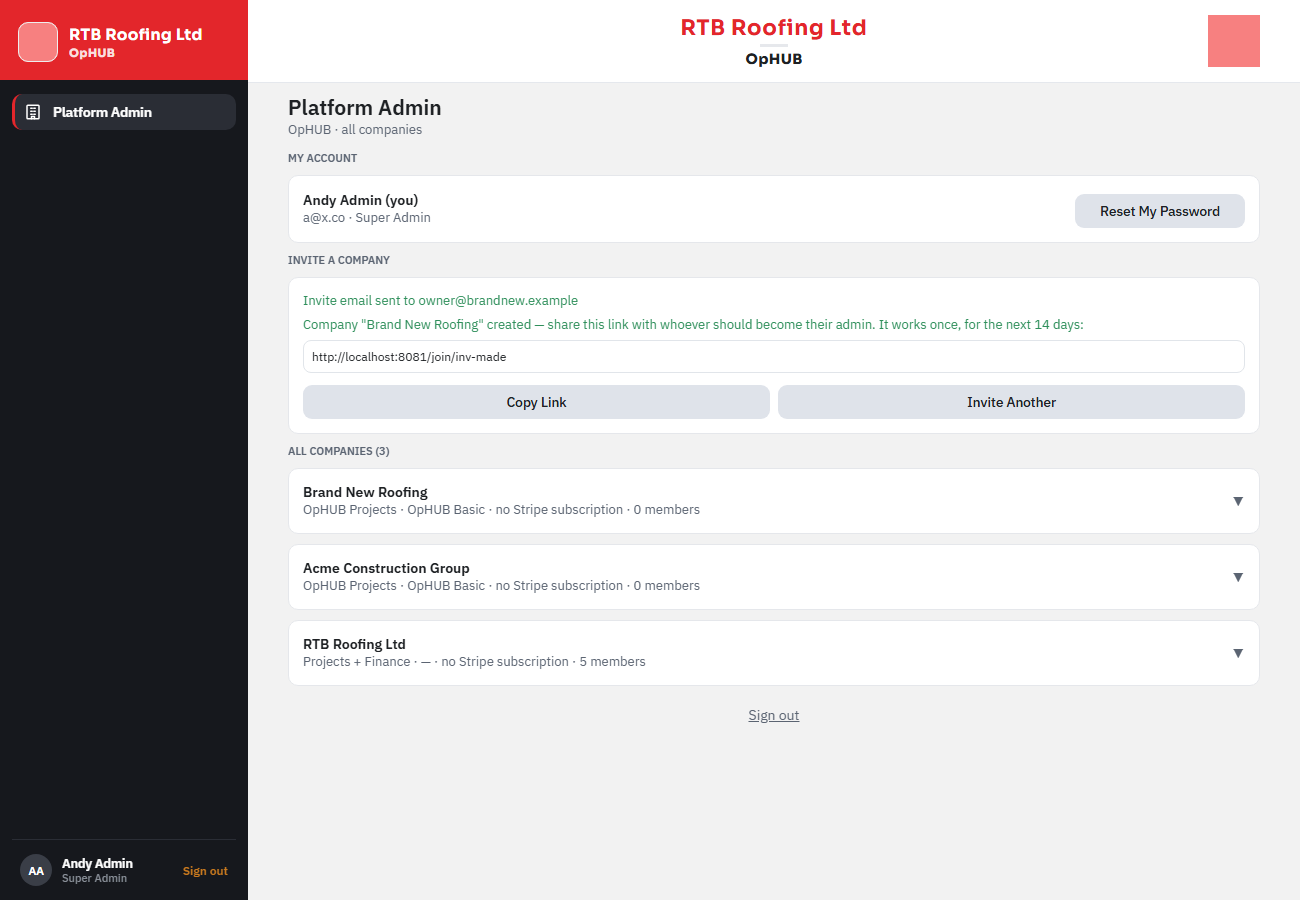 RTB Roofing Ltd
OpHUB
Platform Admin
AA
Andy Admin
Super Admin
Sign out
RTB Roofing Ltd
OpHUB
Platform Admin
OpHUB · all companies
MY ACCOUNT
Andy Admin (you)
a@x.co · Super Admin
Reset My Password
INVITE A COMPANY
Invite email sent to owner@brandnew.example
Company "Brand New Roofing" created — share this link with whoever should become their admin. It works once, for the next 14 days:
http://localhost:8081/join/inv-made
Copy Link
Invite Another
ALL COMPANIES (3)
Brand New Roofing
OpHUB Projects · OpHUB Basic · no Stripe subscription · 0 members
Acme Construction Group
OpHUB Projects · OpHUB Basic · no Stripe subscription · 0 members
RTB Roofing Ltd
Projects + Finance · — · no Stripe subscription · 5 members
Sign out